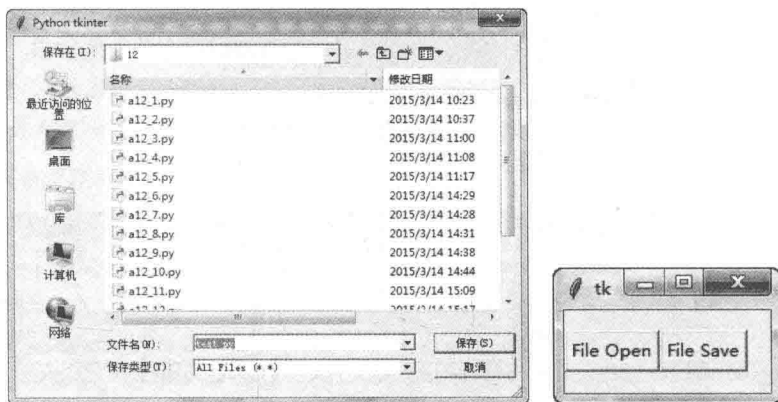 Python tkinter
保存在(I):
12
名称
修改日期
最近访问的位置
桌面
库
计算机
网络
a12_1.py 2015/3/14 10:23
a12_2.py 2015/3/14 10:37
a12_3.py 2015/3/14 11:00
a12_4.py 2015/3/14 11:08
a12_5.py 2015/3/14 11:17
a12_6.py 2015/3/14 14:29
a12_7.py 2015/3/14 14:28
a12_8.py 2015/3/14 14:31
a12_9.py 2015/3/14 14:38
a12_10.py 2015/3/14 14:44
a12_11.py 2015/3/14 15:09
文件名(N):
保存(S)
保存类型(T):
All Files (*.*)
取消
tk
File Open
File Save